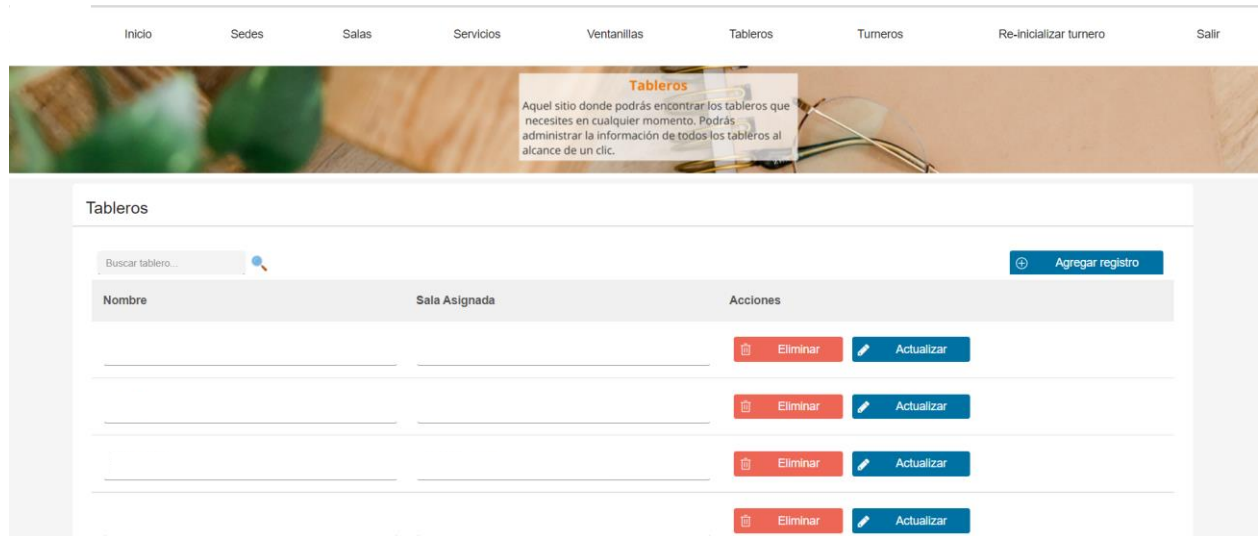 Inicio Sedes Salas Servicios Ventanillas Tableros Turneros Re-inicializar turnero Salir
Tableros
Aquel sitio donde podrás encontrar los tableros que
necesites en cualquier momento. Podrás
administrar la información de todos los tableros al
alcance de un clic.
Tableros
Buscar tablero... Agregar registro
Nombre Sala Asignada Acciones
Eliminar Actualizar
Eliminar Actualizar
Eliminar Actualizar
Eliminar Actualizar